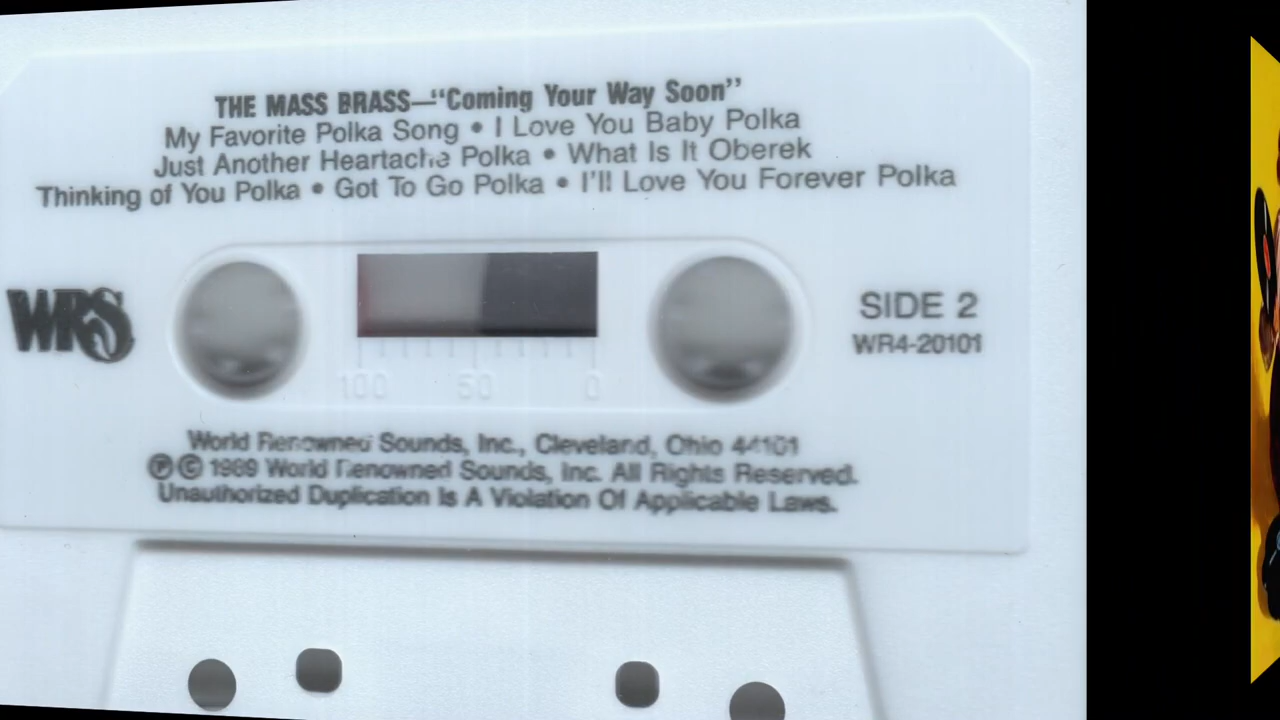 THE MASS BRASS—“Coming Your Way Soon”
My Favorite Polka Song • I Love You Baby Polka
Just Another Heartache Polka • What Is It Oberek
Thinking of You Polka • Got To Go Polka • I'll Love You Forever Polka
WRS
SIDE 2
WR4-20101
100 50 0
World Renowned Sounds, Inc., Cleveland, Ohio 44101
Ⓟ © 1989 World Renowned Sounds, Inc. All Rights Reserved.
Unauthorized Duplication Is A Violation Of Applicable Laws.